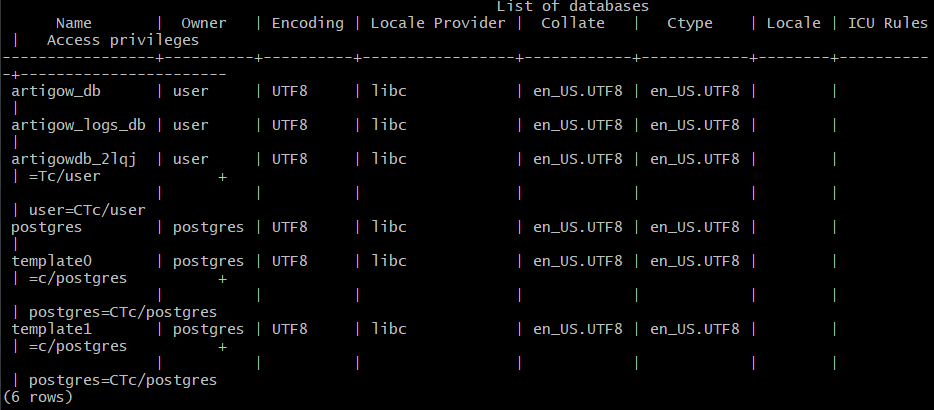 List of databases
      Name       |  Owner   | Encoding | Locale Provider |  Collate   |   Ctype    | Locale | ICU Rules
 |   Access privileges
-----------------+----------+----------+-----------------+------------+------------+--------+----------
-+-----------------------
 artigow_db      | user     | UTF8     | libc            | en_US.UTF8 | en_US.UTF8 |        |
 |
 artigow_logs_db | user     | UTF8     | libc            | en_US.UTF8 | en_US.UTF8 |        |
 |
 artigowdb_2lqj  | user     | UTF8     | libc            | en_US.UTF8 | en_US.UTF8 |        |
 | =Tc/user             +
                 |          |          |                 |            |            |        |
 | user=CTc/user
 postgres        | postgres | UTF8     | libc            | en_US.UTF8 | en_US.UTF8 |        |
 |
 template0       | postgres | UTF8     | libc            | en_US.UTF8 | en_US.UTF8 |        |
 | =c/postgres          +
                 |          |          |                 |            |            |        |
 | postgres=CTc/postgres
 template1       | postgres | UTF8     | libc            | en_US.UTF8 | en_US.UTF8 |        |
 | =c/postgres          +
                 |          |          |                 |            |            |        |
 | postgres=CTc/postgres
(6 rows)